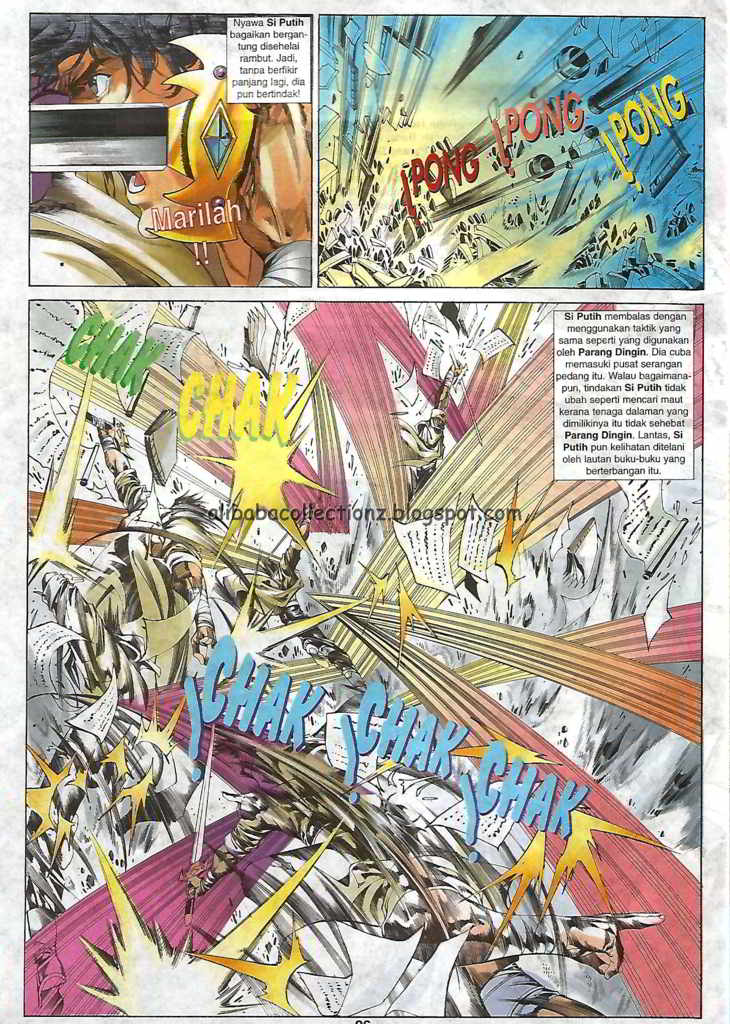 Nyawa Si Putih
bagaikan bergan-
tung disehelai
rambut. Jadi,
tanpa berfikir
panjang lagi, dia
pun bertindak!
Marilah
!!
¡PONG
¡PONG
¡PONG
Si Putih membalas dengan
menggunakan taktik yang
sama seperti yang digunakan
oleh Parang Dingin. Dia cuba
memasuki pusat serangan
pedang itu. Walau bagaimana-
pun, tindakan Si Putih tidak
ubah seperti mencari maut
kerana tenaga dalaman yang
dimilikinya itu tidak sehebat
Parang Dingin. Lantas, Si
Putih pun kelihatan ditelani
oleh lautan buku-buku yang
berterbangan itu.
CHAK
CHAK
alibabacollectionz.blogspot.com
¡CHAK
¡CHAK
¡CHAK